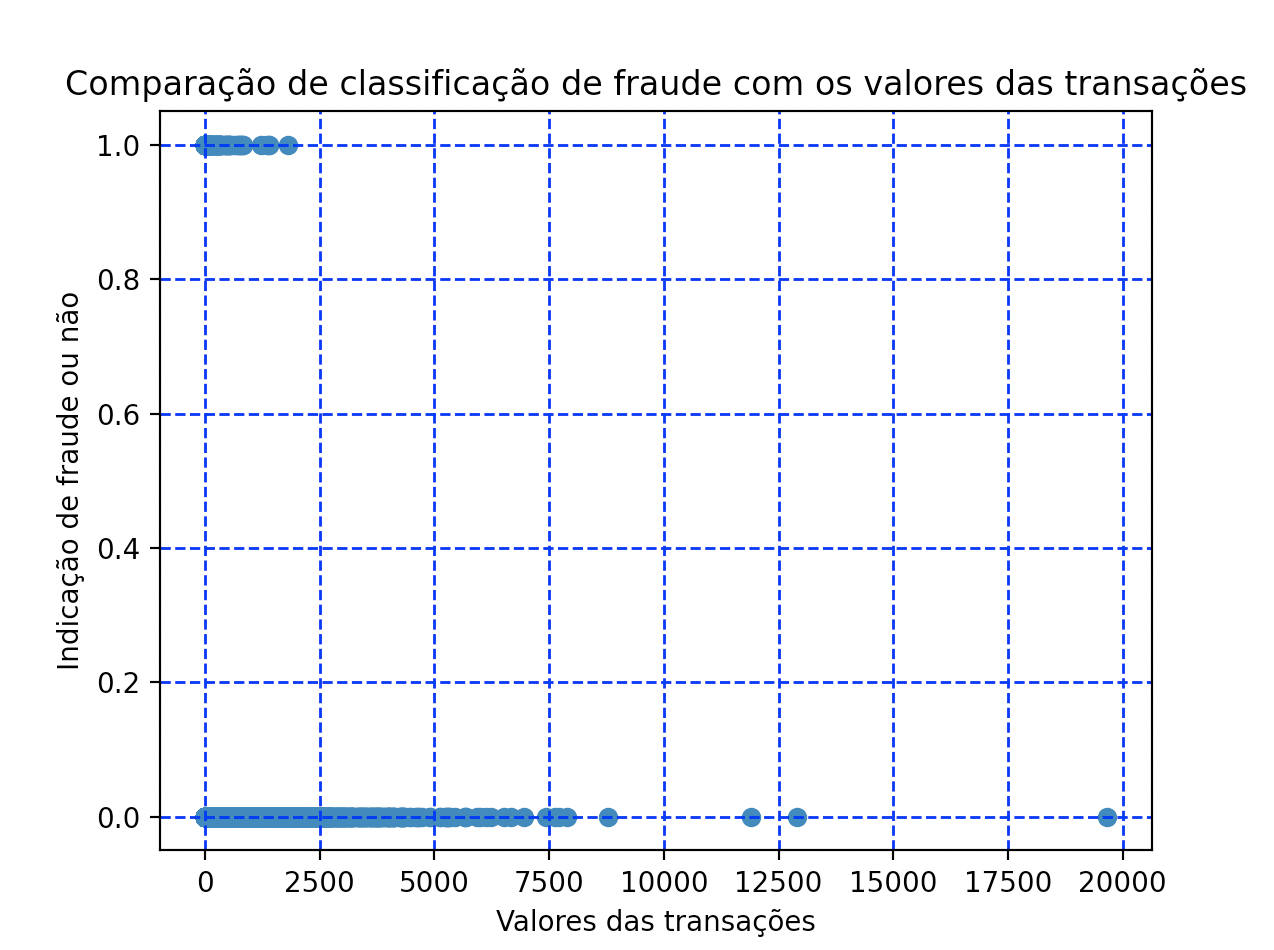 Comparação de classificação de fraude com os valores das transações
1.0
0.8
0.6
0.4
0.2
0.0
Indicação de fraude ou não
0 2500 5000 7500 10000 12500 15000 17500 20000
Valores das transações